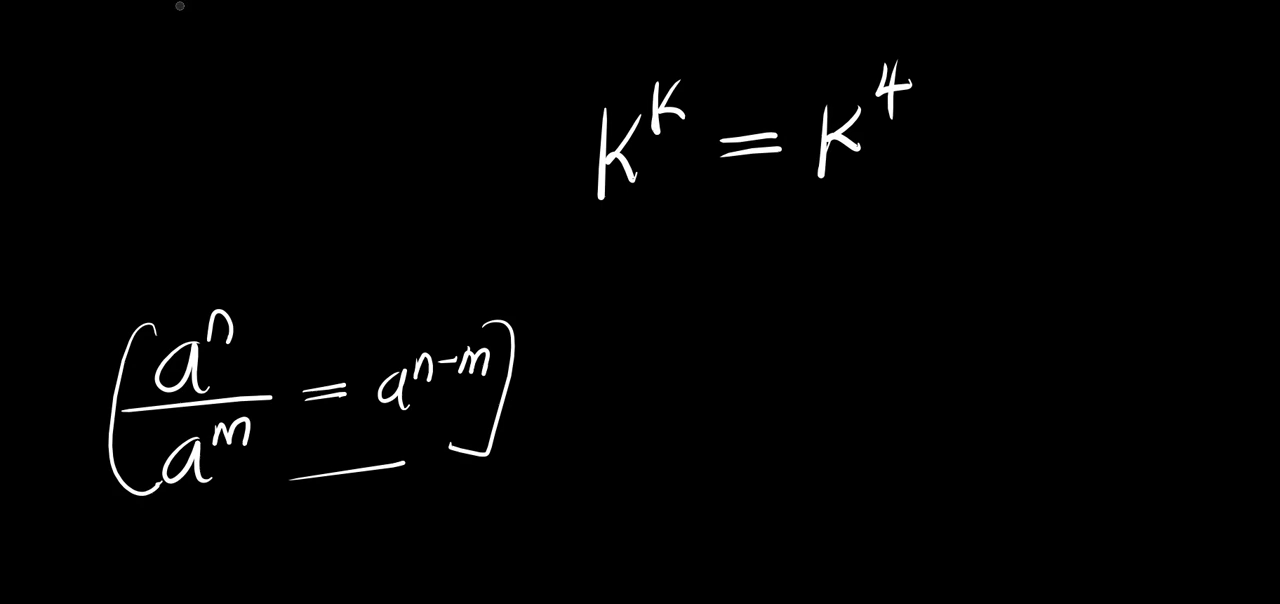 K^K = K^4
(a^n/a^m = a^{n-m}]